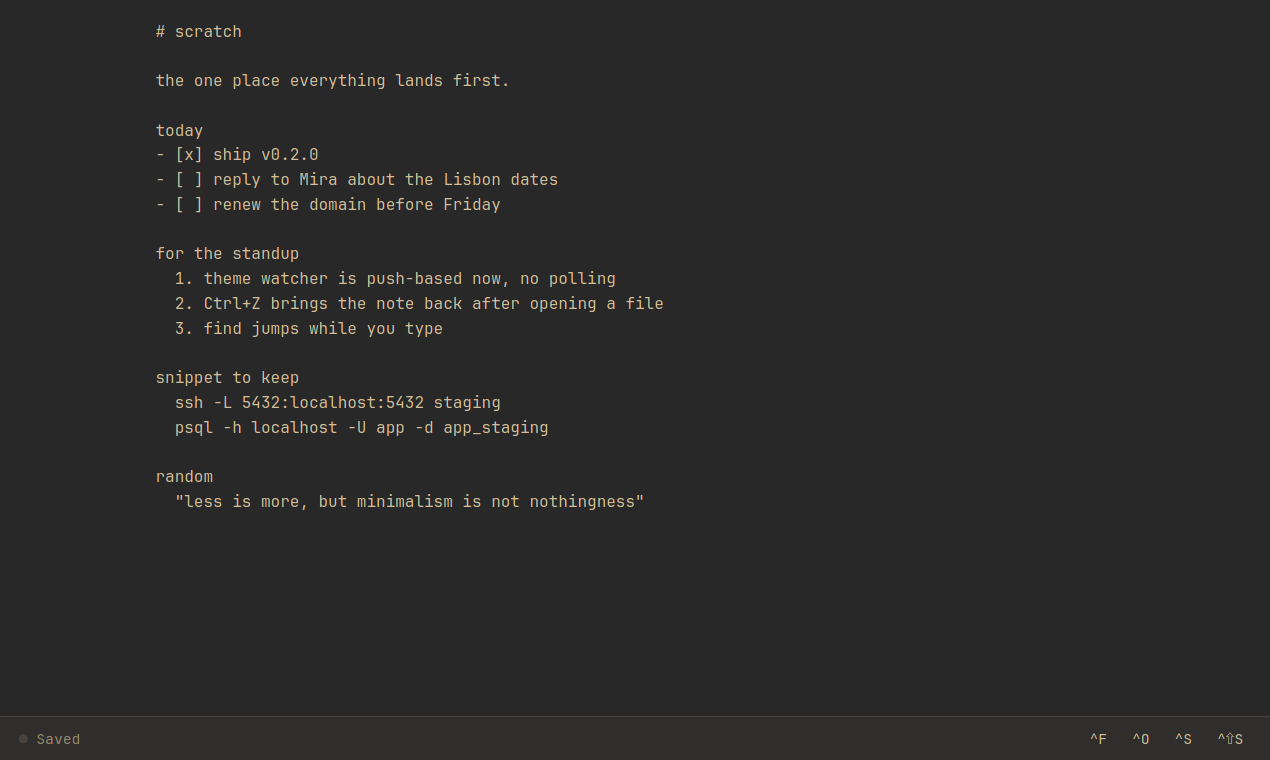 # scratch
the one place everything lands first.
today
- [x] ship v0.2.0
- [ ] reply to Mira about the Lisbon dates
- [ ] renew the domain before Friday
for the standup
1. theme watcher is push-based now, no polling
2. Ctrl+Z brings the note back after opening a file
3. find jumps while you type
snippet to keep
ssh -L 5432:localhost:5432 staging
psql -h localhost -U app -d app_staging
random
"less is more, but minimalism is not nothingness"
Saved ^F ^O ^S ^⇧S